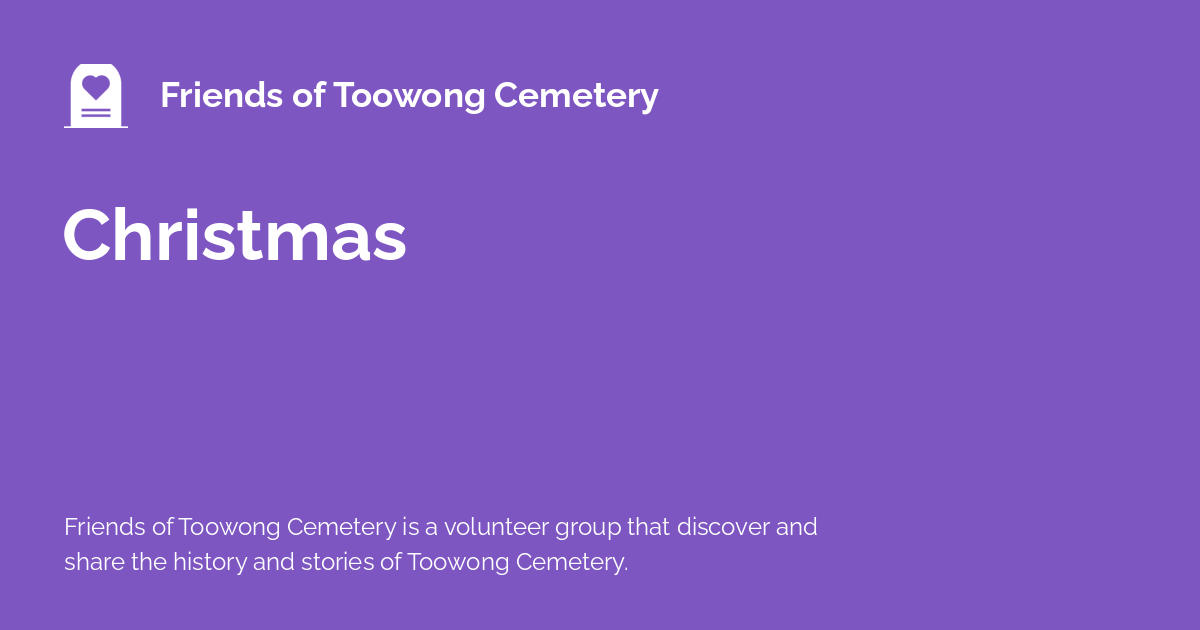 Friends of Toowong Cemetery
Christmas
Friends of Toowong Cemetery is a volunteer group that discover and
share the history and stories of Toowong Cemetery.